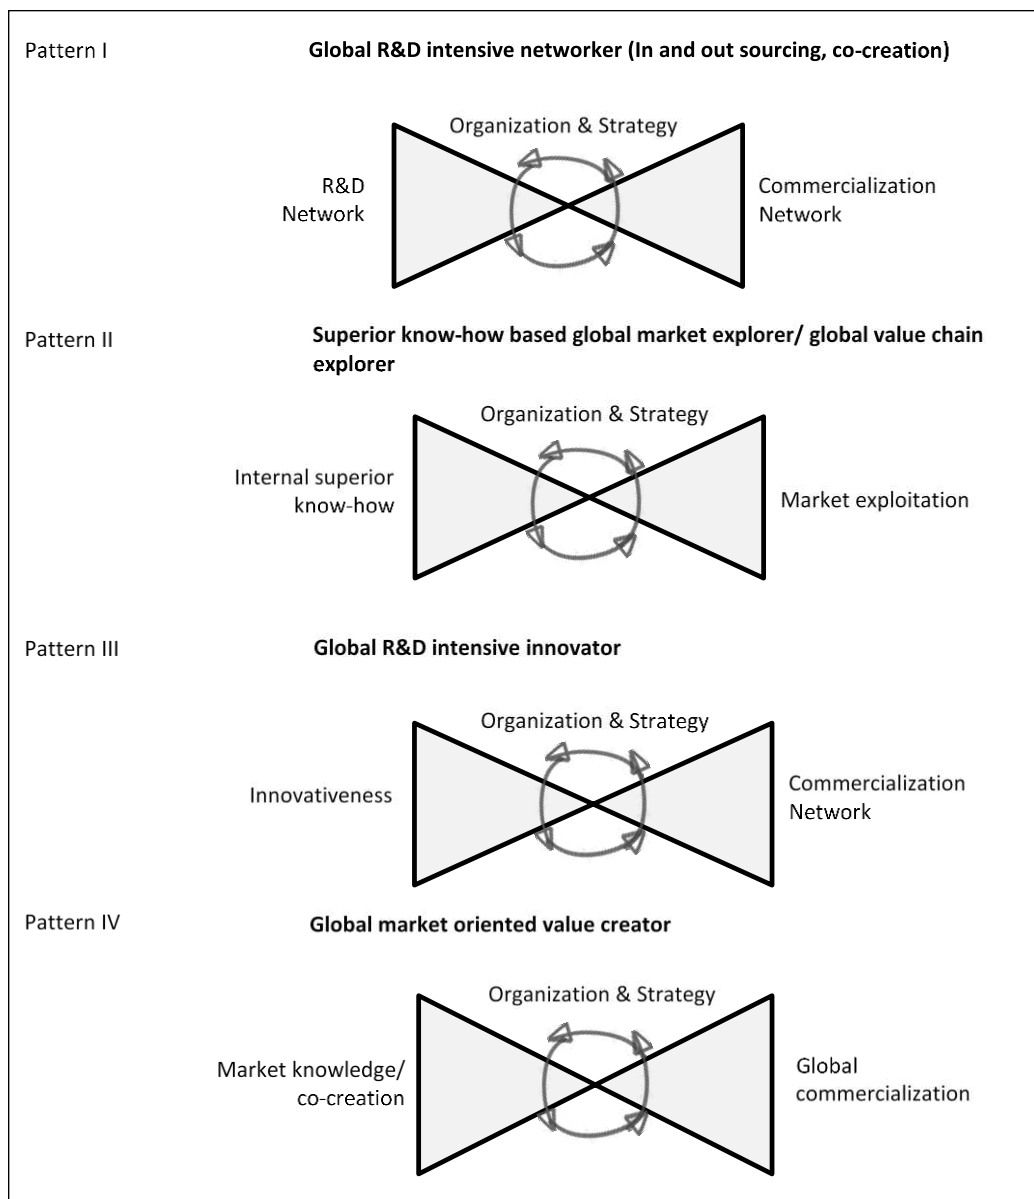 Pattern I
Global R&D intensive networker (In and out sourcing, co-creation)
Organization & Strategy
R&D
Network
Commercialization
Network
Pattern II
Superior know-how based global market explorer/ global value chain
explorer
Organization & Strategy
Internal superior
know-how
Market exploitation
Pattern III
Global R&D intensive innovator
Organization & Strategy
Innovativeness
Commercialization
Network
Pattern IV
Global market oriented value creator
Organization & Strategy
Market knowledge/
co-creation
Global
commercialization